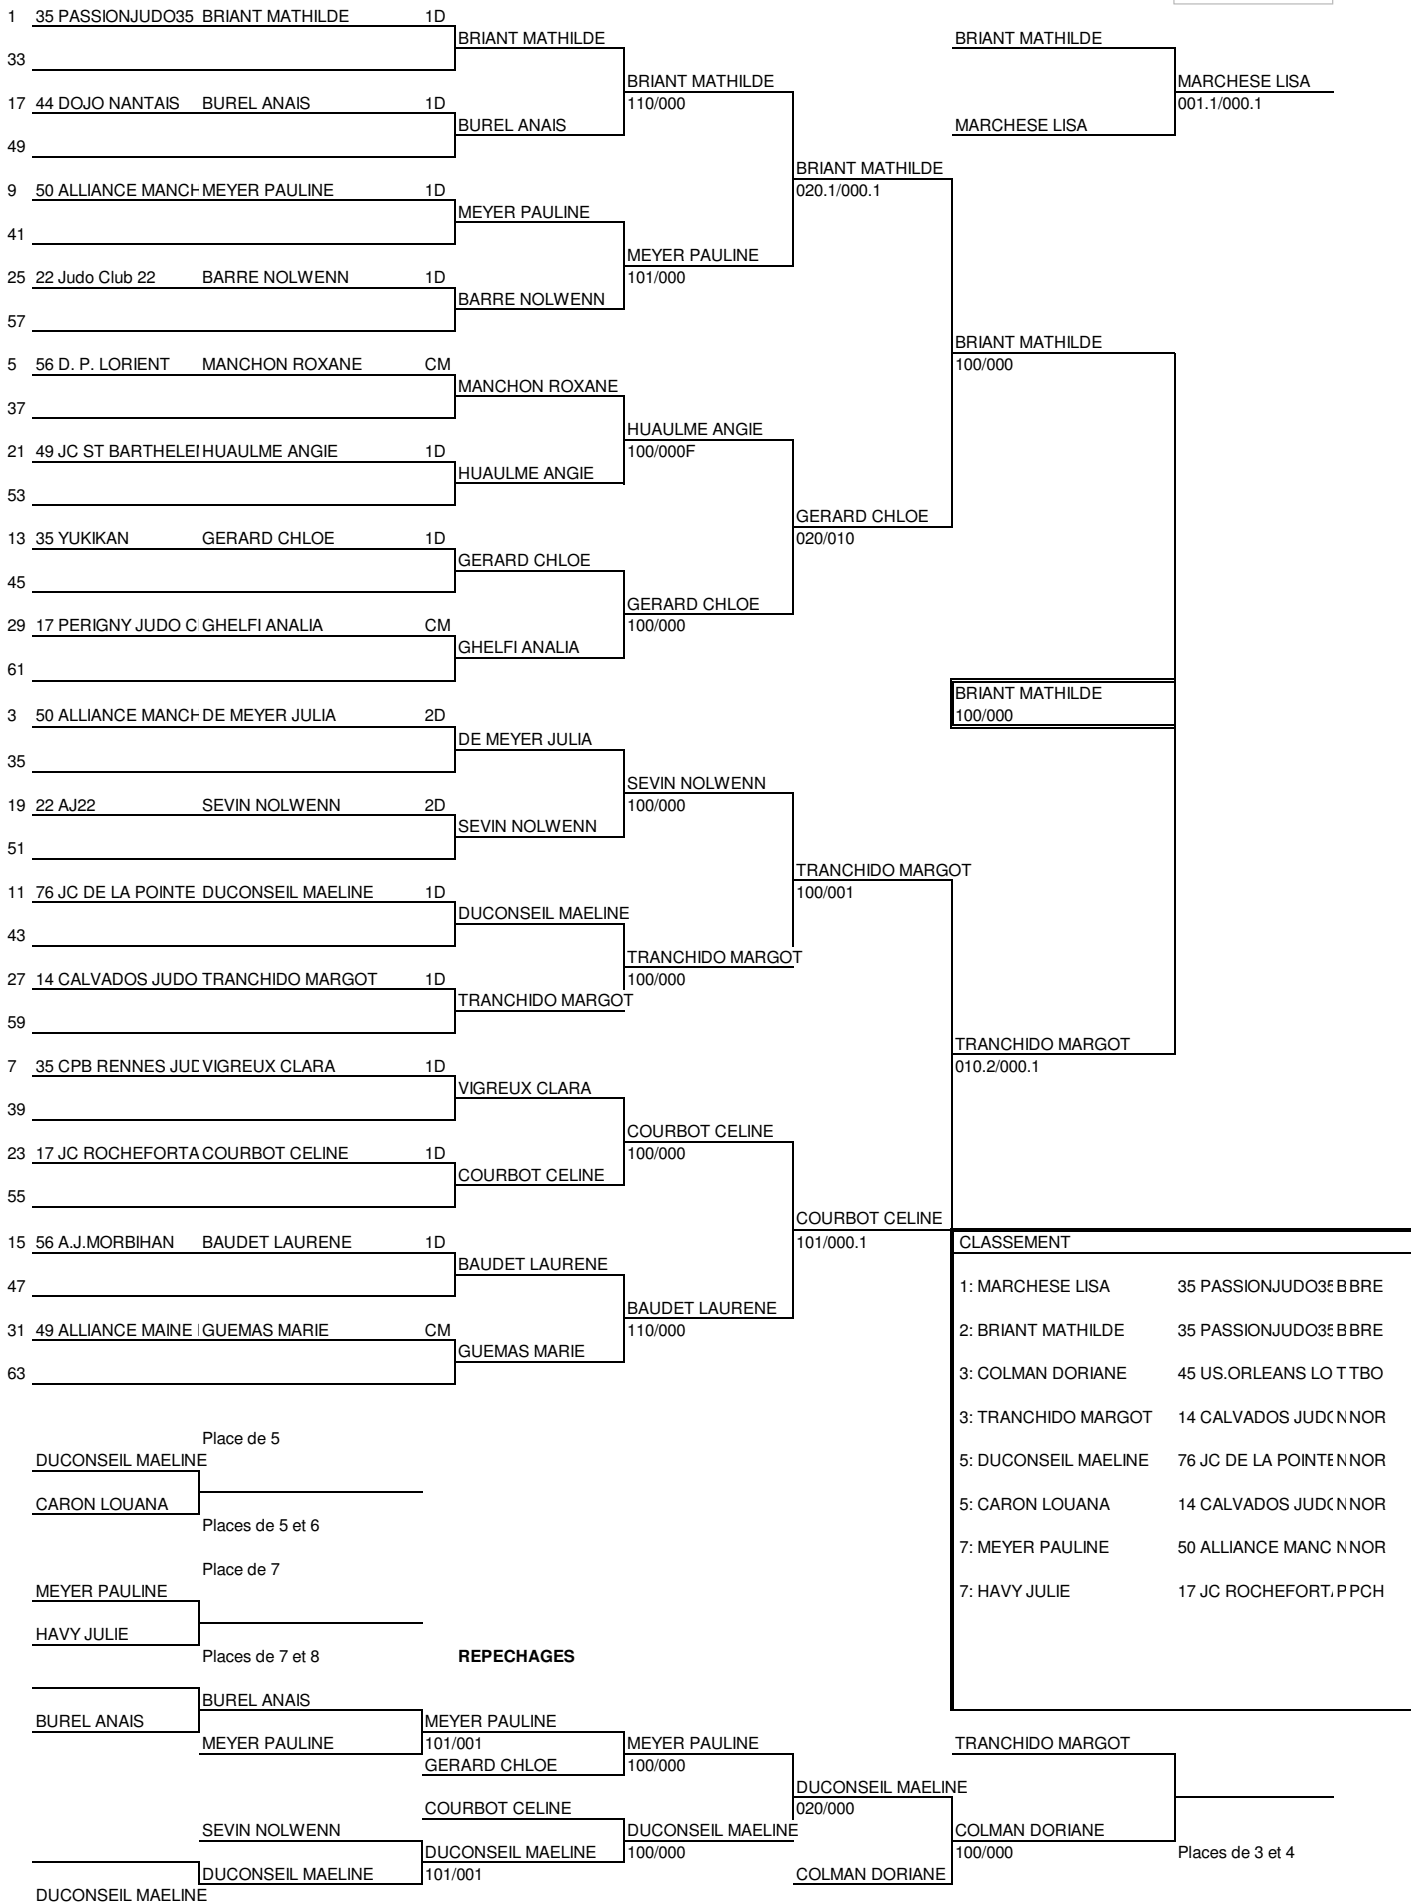 1 35 PASSIONJUDO35 BRIANT MATHILDE 1D
BRIANT MATHILDE BRIANT MATHILDE
33
BRIANT MATHILDE MARCHESE LISA
17 44 DOJO NANTAIS BUREL ANAIS 1D 110/000 001.1/000.1
BUREL ANAIS MARCHESE LISA
49
BRIANT MATHILDE
9 50 ALLIANCE MANCH MEYER PAULINE 1D 020.1/000.1
MEYER PAULINE
41
MEYER PAULINE
25 22 Judo Club 22 BARRE NOLWENN 1D 101/000
BARRE NOLWENN
57
BRIANT MATHILDE
5 56 D. P. LORIENT MANCHON ROXANE CM 100/000
MANCHON ROXANE
37
HUAULME ANGIE
21 49 JC ST BARTHELEI HUAULME ANGIE 1D 100/000F
HUAULME ANGIE
53
GERARD CHLOE
13 35 YUKIKAN GERARD CHLOE 1D 020/010
GERARD CHLOE
45
GERARD CHLOE
29 17 PERIGNY JUDO C GHELFI ANALIA CM 100/000
GHELFI ANALIA
61
BRIANT MATHILDE
3 50 ALLIANCE MANCH DE MEYER JULIA 2D 100/000
DE MEYER JULIA
35
SEVIN NOLWENN
19 22 AJ22 SEVIN NOLWENN 2D 100/000
SEVIN NOLWENN
51
TRANCHIDO MARGOT
11 76 JC DE LA POINTE DUCONSEIL MAELINE 1D 100/001
DUCONSEIL MAELINE
43
TRANCHIDO MARGOT
27 14 CALVADOS JUDO TRANCHIDO MARGOT 1D 100/000
TRANCHIDO MARGOT
59
TRANCHIDO MARGOT
7 35 CPB RENNES JUD VIGREUX CLARA 1D 010.2/000.1
VIGREUX CLARA
39
COURBOT CELINE
23 17 JC ROCHEFORTA COURBOT CELINE 1D 100/000
COURBOT CELINE
55
COURBOT CELINE
15 56 A.J.MORBIHAN BAUDET LAURENE 1D 101/000.1 CLASSEMENT
BAUDET LAURENE
47 1: MARCHESE LISA 35 PASSIONJUDO35 B BRE
BAUDET LAURENE
31 49 ALLIANCE MAINE GUEMAS MARIE CM 110/000 2: BRIANT MATHILDE 35 PASSIONJUDO35 B BRE
GUEMAS MARIE
63 3: COLMAN DORIANE 45 US.ORLEANS LO T TBO
3: TRANCHIDO MARGOT 14 CALVADOS JUDO N NOR
Place de 5
DUCONSEIL MAELINE 5: DUCONSEIL MAELINE 76 JC DE LA POINTE N NOR
CARON LOUANA 5: CARON LOUANA 14 CALVADOS JUDO N NOR
Places de 5 et 6
7: MEYER PAULINE 50 ALLIANCE MANC N NOR
Place de 7
MEYER PAULINE 7: HAVY JULIE 17 JC ROCHEFORTA P PCH
HAVY JULIE
Places de 7 et 8 REPECHAGES
BUREL ANAIS
BUREL ANAIS MEYER PAULINE
MEYER PAULINE 101/001 MEYER PAULINE TRANCHIDO MARGOT
GERARD CHLOE 100/000
DUCONSEIL MAELINE
COURBOT CELINE 020/000
SEVIN NOLWENN DUCONSEIL MAELINE COLMAN DORIANE
DUCONSEIL MAELINE 100/000 100/000 Places de 3 et 4
DUCONSEIL MAELINE 101/001 COLMAN DORIANE
DUCONSEIL MAELINE